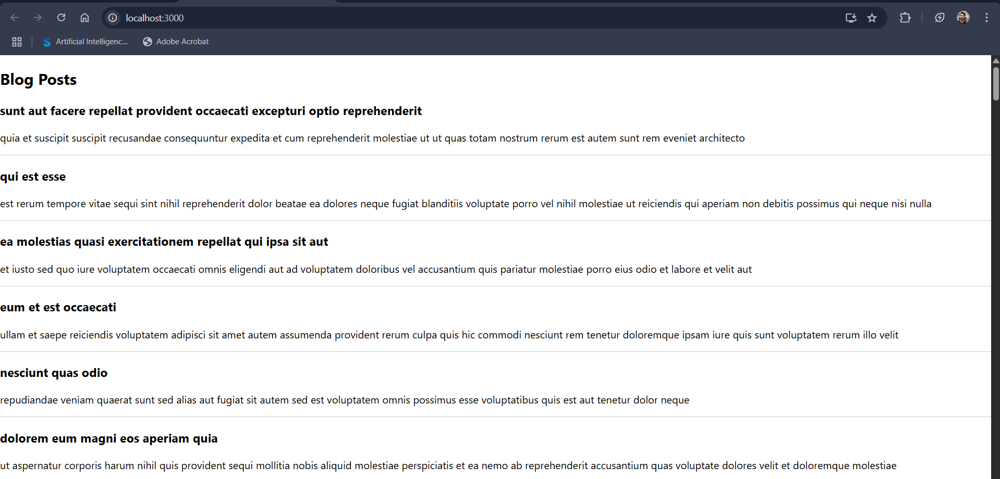 localhost:3000
Artificial Intelligenc...
Adobe Acrobat
Blog Posts
sunt aut facere repellat provident occaecati excepturi optio reprehenderit
quia et suscipit suscipit recusandae consequuntur expedita et cum reprehenderit molestiae ut ut quas totam nostrum rerum est autem sunt rem eveniet architecto
qui est esse
est rerum tempore vitae sequi sint nihil reprehenderit dolor beatae ea dolores neque fugiat blanditiis voluptate porro vel nihil molestiae ut reiciendis qui aperiam non debitis possimus qui neque nisi nulla
ea molestias quasi exercitationem repellat qui ipsa sit aut
et iusto sed quo iure voluptatem occaecati omnis eligendi aut ad voluptatem doloribus vel accusantium quis pariatur molestiae porro eius odio et labore et velit aut
eum et est occaecati
ullam et saepe reiciendis voluptatem adipisci sit amet autem assumenda provident rerum culpa quis hic commodi nesciunt rem tenetur doloremque ipsam iure quis sunt voluptatem rerum illo velit
nesciunt quas odio
repudiandae veniam quaerat sunt sed alias aut fugiat sit autem sed est voluptatem omnis possimus esse voluptatibus quis est aut tenetur dolor neque
dolorem eum magni eos aperiam quia
ut aspernatur corporis harum nihil quis provident sequi mollitia nobis aliquid molestiae perspiciatis et ea nemo ab reprehenderit accusantium quas voluptate dolores velit et doloremque molestiae